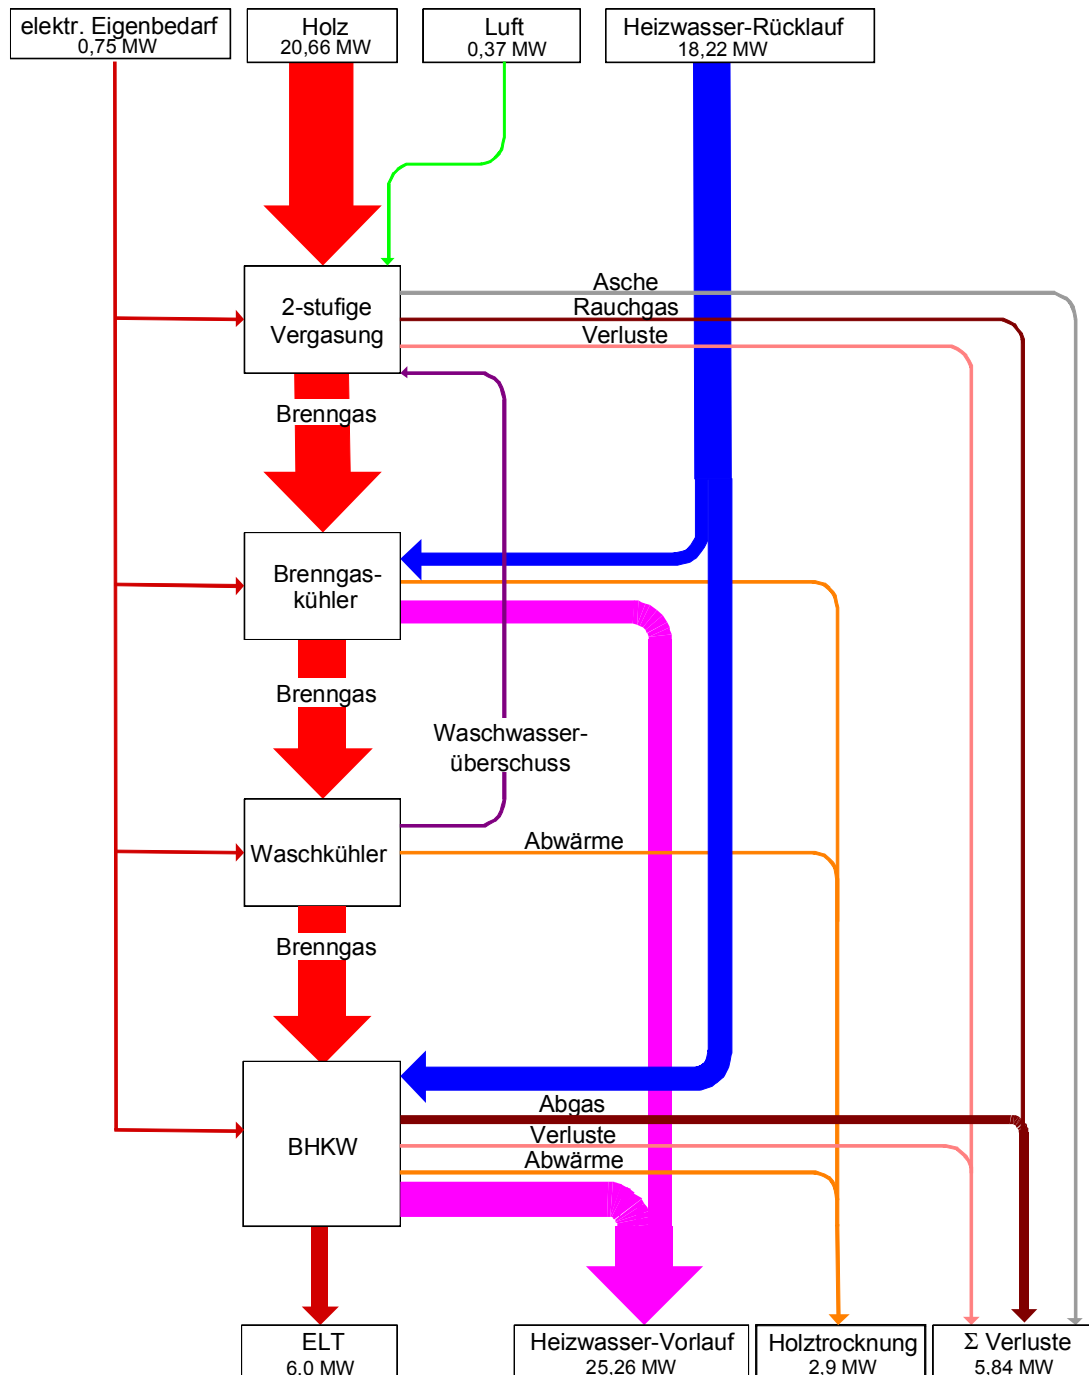 elektr. Eigenbedarf
0,75 MW
Holz
20,66 MW
Luft
0,37 MW
Heizwasser-Rücklauf
18,22 MW
Asche
2-stufige
Vergasung
Rauchgas
Verluste
Brenngas
Brenngas-
kühler
Brenngas
Waschwasser-
überschuss
Waschkühler
Abwärme
Brenngas
Abgas
BHKW
Verluste
Abwärme
ELT
6,0 MW
Heizwasser-Vorlauf
25,26 MW
Holztrocknung
2,9 MW
Σ Verluste
5,84 MW